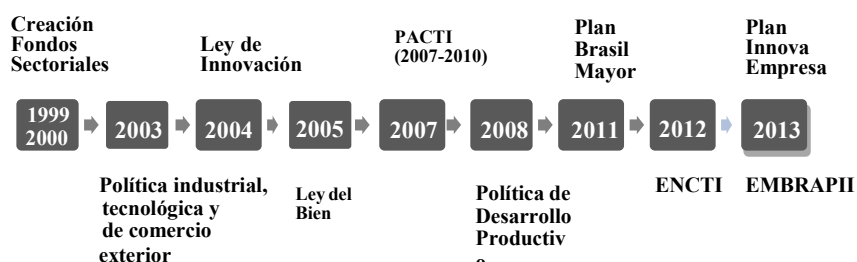 Creación
Fondos
Sectoriales
Ley de
Innovación
PACTI
(2007-2010)
Plan
Brasil
Mayor
Plan
Innova
Empresa
1999
2000
2003
2004
2005
2007
2008
2011
2012
2013
Política industrial,
tecnológica y
de comercio
exterior
Ley del
Bien
Política de
Desarrollo
Productiv
o
ENCTI
EMBRAPII